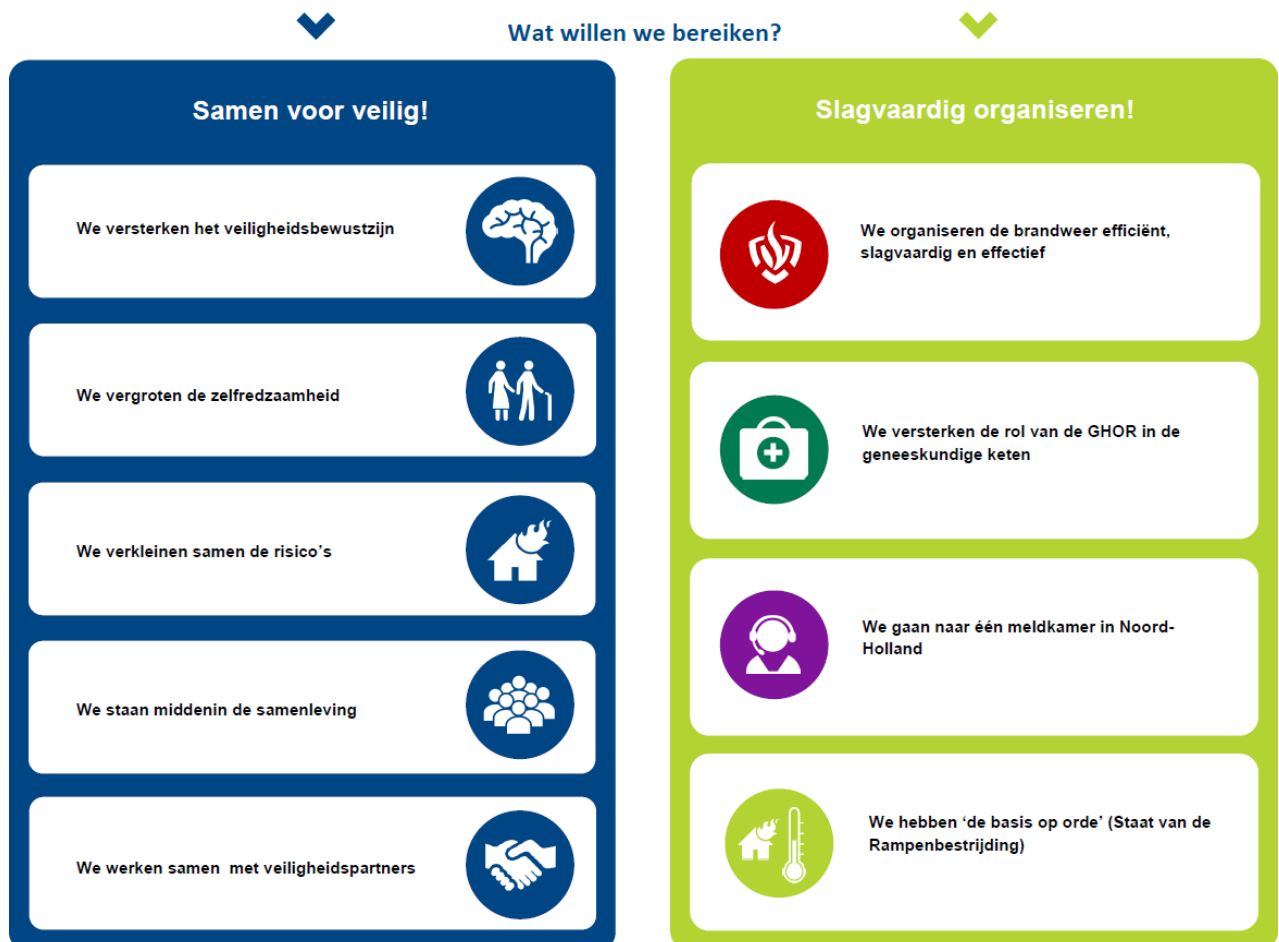 Wat willen we bereiken?
Samen voor veilig!
We versterken het veiligheidsbewustzijn
We vergroten de zelfredzaamheid
We verkleinen samen de risico's
We staan middenin de samenleving
We werken samen  met veiligheidspartners
Slagvaardig organiseren!
We organiseren de brandweer efficiënt,
slagvaardig en effectief
We versterken de rol van de GHOR in de
geneeskundige keten
We gaan naar één meldkamer in Noord-
Holland
We hebben ‘de basis op orde’ (Staat van de
Rampenbestrijding)